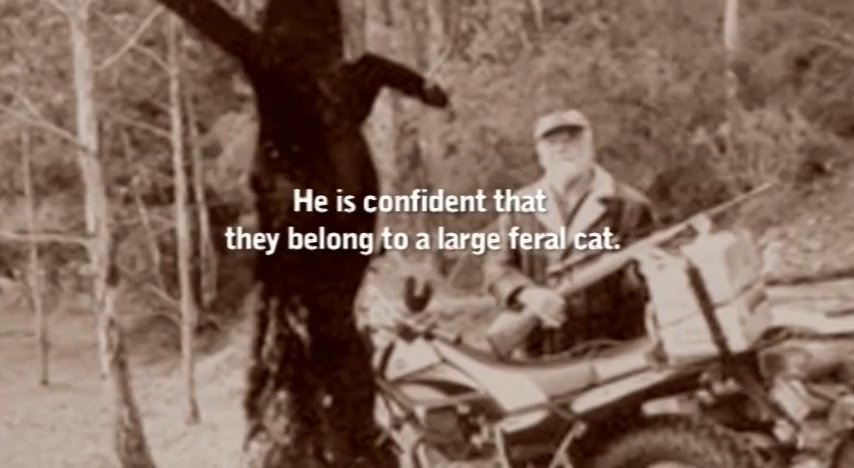 He is confident that
they belong to a large feral cat.